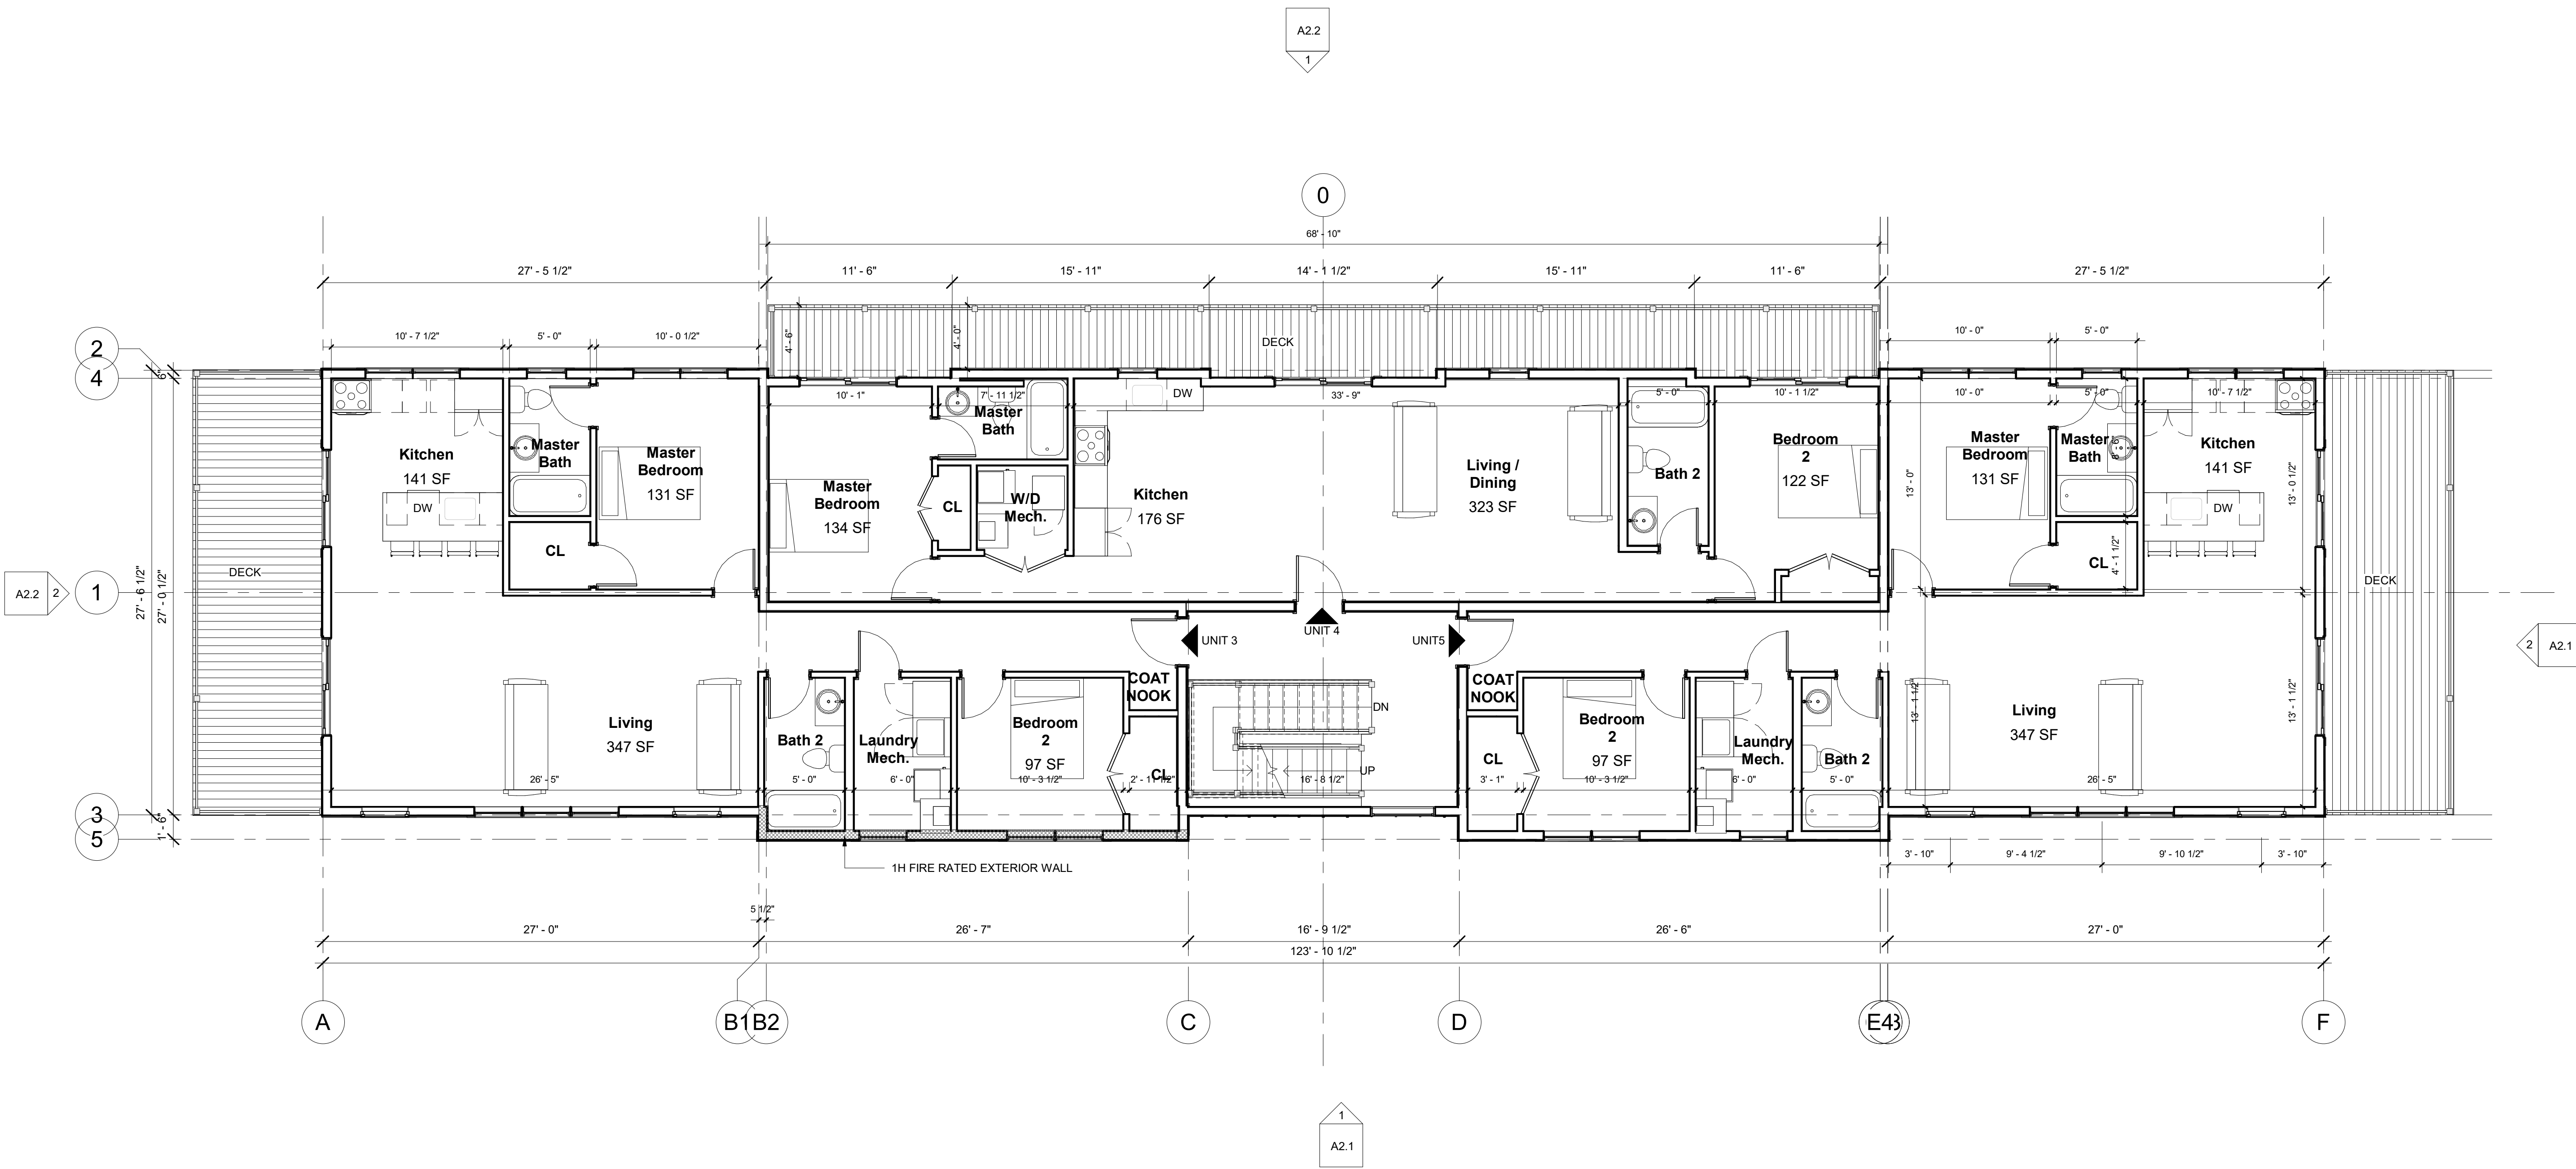 A2.2
1
0
68' - 10"
27' - 5 1/2"
11' - 6"
15' - 11"
14' - 1 1/2"
15' - 11"
11' - 6"
27' - 5 1/2"
10' - 7 1/2"
5' - 0"
10' - 0 1/2"
4' - 6"
4' - 0"
DECK
10' - 0"
5' - 0"
2
4
6"
10' - 1"
7' - 11 1/2"
33' - 9"
5' - 0"
10' - 1 1/2"
10' - 0"
5' - 0"
10' - 7 1/2"
DW
Kitchen
141 SF
DW
Master
Bath
Master
Bedroom
131 SF
CL
Master
Bedroom
134 SF
Master
Bath
CL
W/D
Mech.
Kitchen
176 SF
Living /
Dining
323 SF
Bath 2
Bedroom
2
122 SF
Master
Bedroom
131 SF
Master
Bath
CL
4' - 1 1/2"
13' - 0"
Kitchen
141 SF
DW
13' - 0 1/2"
DECK
DECK
A2.2
2
1
27' - 6 1/2"
27' - 0 1/2"
UNIT 3
UNIT 4
UNIT5
2
A2.1
Living
347 SF
26' - 5"
Bath 2
5' - 0"
Laundry
Mech.
6' - 0"
Bedroom
2
97 SF
10' - 3 1/2"
COAT
NOOK
CL
2' - 11 1/2"
DN
UP
16' - 8 1/2"
COAT
NOOK
CL
3' - 1"
Bedroom
2
97 SF
10' - 3 1/2"
Laundry
Mech.
6' - 0"
Bath 2
5' - 0"
13' - 1 1/2"
Living
347 SF
26' - 5"
13' - 1 1/2"
3
5
1' - 6"
1H FIRE RATED EXTERIOR WALL
3' - 10"
9' - 4 1/2"
9' - 10 1/2"
3' - 10"
5 1/2"
27' - 0"
26' - 7"
16' - 9 1/2"
26' - 6"
27' - 0"
123' - 10 1/2"
A
B1
B2
C
D
E4
F
1
A2.1